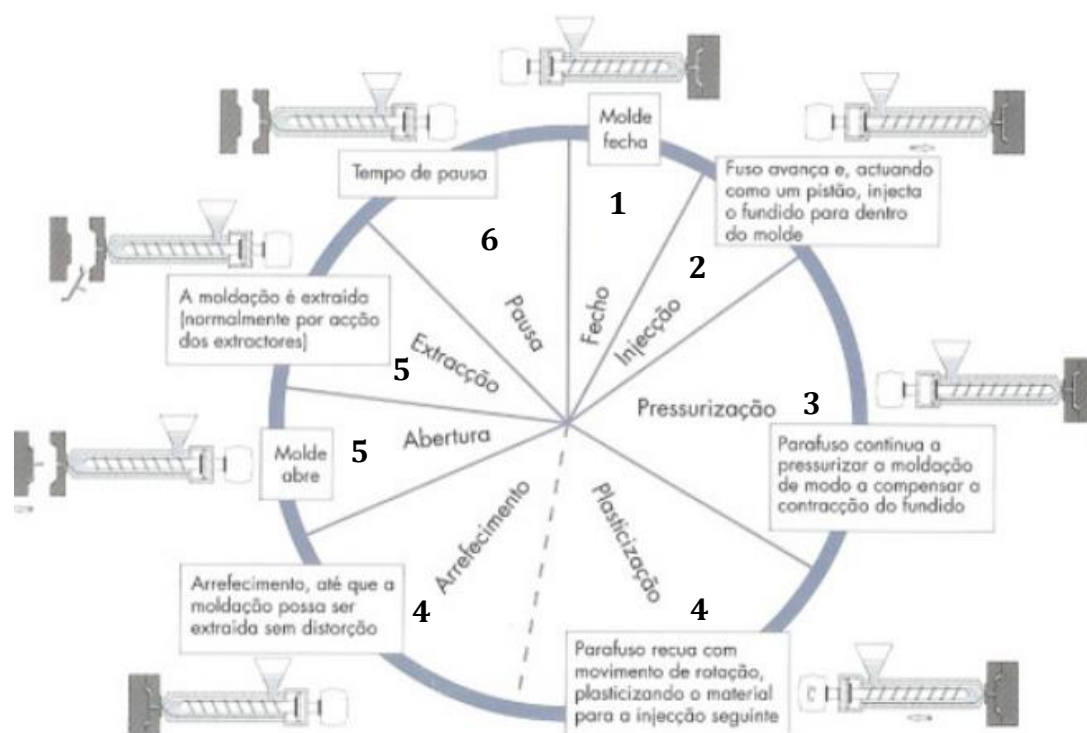 Molde
fecha
1
Fecho
Fuso avança e, actuando
como um pistão, injecta
o fundido para dentro
do molde
2
Injecção
Pressurização
3
Parafuso continua a
pressurizar a moldação
de modo a compensar a
contracção do fundido
Plasticização
4
Parafuso recua com
movimento de rotação,
plasticizando o material
para a injecção seguinte
Arrefecimento
4
Arrefecimento, até que a
moldação possa ser
extraida sem distorção
Abertura
5
Molde
abre
Extracção
5
A moldação é extraida
(normalmente por acção
dos extractores)
Pausa
6
Tempo de pausa